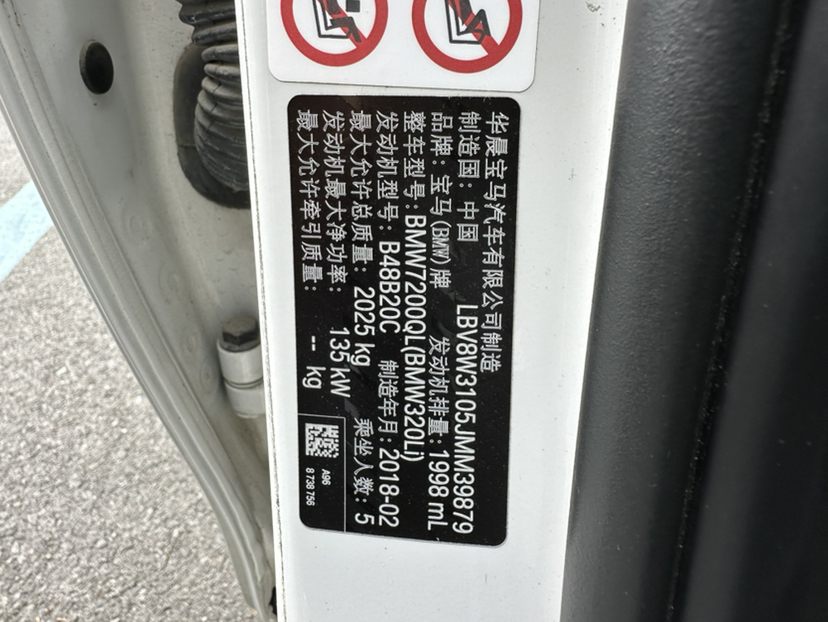 华晨宝马汽车有限公司制造
制造国：中国 LBV8W3105JMM39879
品牌：宝马(BMW)牌 发动机排量：1998 mL
整车型号：BMW7200QL(BMW320Li)
发动机型号：B48B20C 制造年月：2018-02
最大允许总质量：2025 kg 乘坐人数：5
发动机最大净功率：135 kW
最大允许牵引质量：-- kg
A96
8 738 756